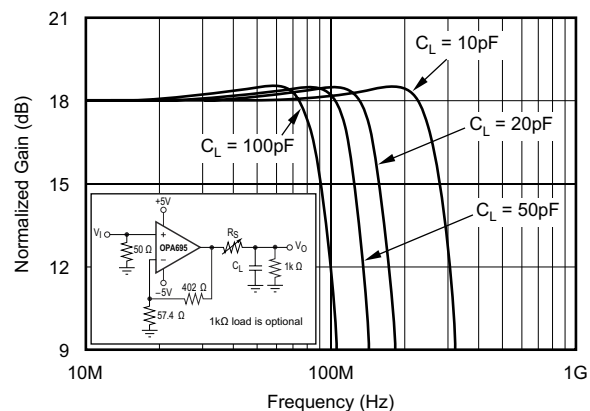 21
18
15
12
9
Normalized Gain (dB)
C_L = 10pF
C_L = 100pF
C_L = 20pF
C_L = 50pF
+5V
V_I
+
OPA695
−
R_S
V_O
50 Ω
C_L
1k Ω
−5V
402 Ω
57.4 Ω
1kΩ load is optional
10M
100M
1G
Frequency (Hz)